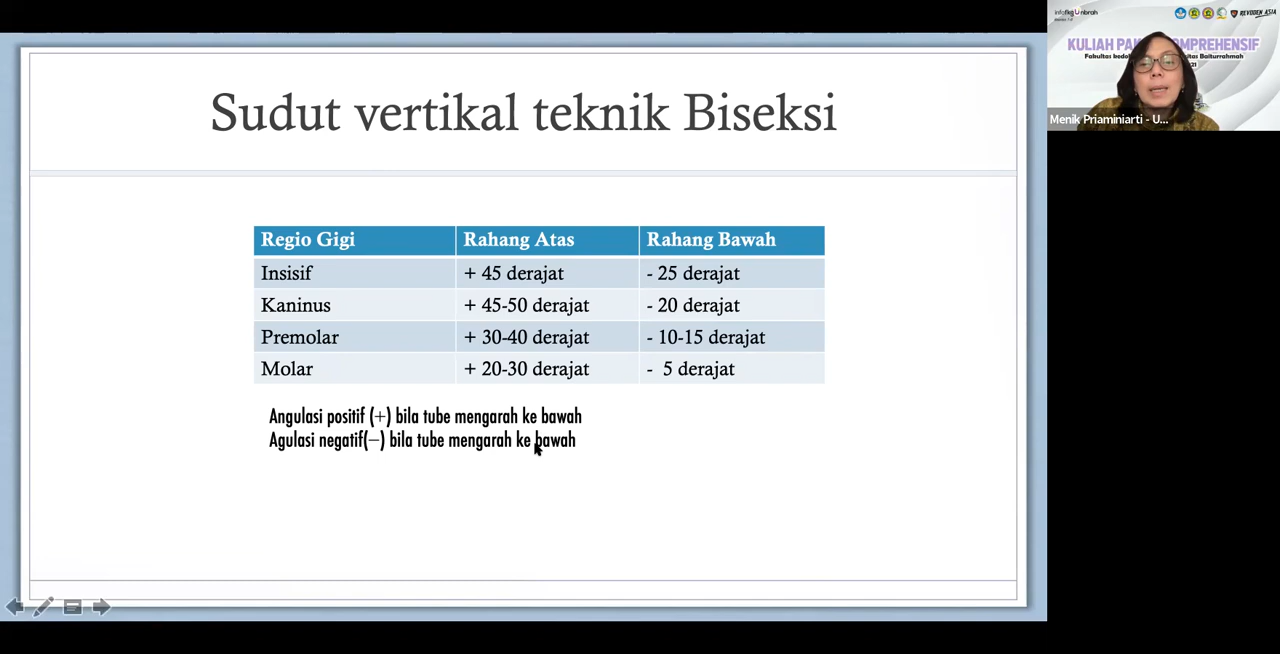 Sudut vertikal teknik Biseksi
Regio Gigi Rahang Atas Rahang Bawah
Insisif + 45 derajat - 25 derajat
Kaninus + 45-50 derajat - 20 derajat
Premolar + 30-40 derajat - 10-15 derajat
Molar + 20-30 derajat - 5 derajat
Angulasi positif (+) bila tube mengarah ke bawah
Agulasi negatif(−) bila tube mengarah ke bawah
REVODEN ASIA
KULIAH
Menik Priaminiarti - U...